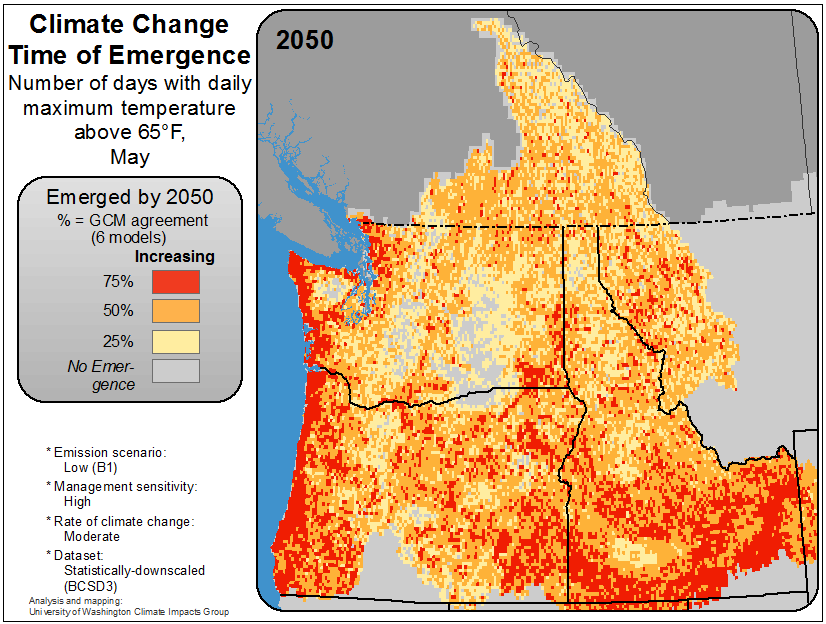 Climate Change
Time of Emergence
Number of days with daily
maximum temperature
above 65°F,
May
2050
Emerged by 2050
% = GCM agreement
(6 models)
Increasing
75%
50%
25%
No Emer-
gence
* Emission scenario:
Low (B1)
* Management sensitivity:
High
* Rate of climate change:
Moderate
* Dataset:
Statistically-downscaled
(BCSD3)
Analysis and mapping:
University of Washington Climate Impacts Group